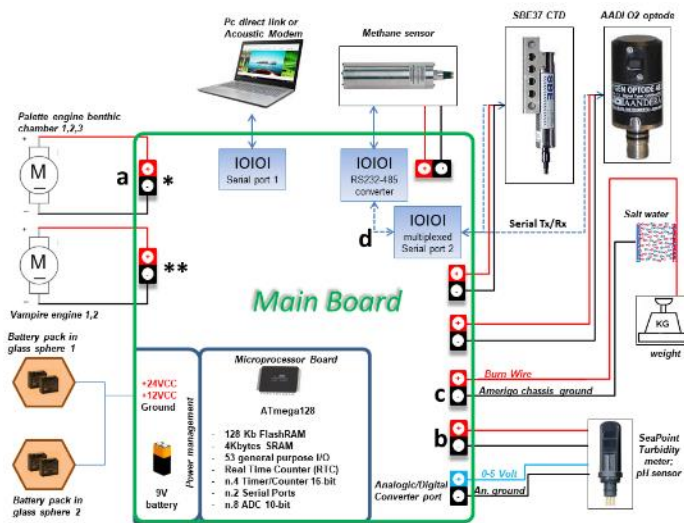 Pc direct link or
Acoustic Modem
Methane sensor
SBE37 CTD
AADI O2 optode
SBE
GEN OPTODE
AANDERA
Palette engine benthic
chamber 1,2,3
+
M
-
a
+
-
*
IOIOI
Serial port 1
IOIOI
RS232-485
converter
+
-
d
IOIOI
multiplexed
Serial port 2
Serial Tx/Rx
Salt water
KG
weight
+
M
-
+
-
**
Vampire engine 1,2
Main Board
+
-
+
-
Battery pack in
glass sphere 1
Battery pack in
glass sphere 2
+24VCC
+12VCC
Ground
9V
battery
Power management
Microprocessor Board
ATmega128
- 128 Kb FlashRAM
- 4Kbytes SRAM
- 53 general purpose I/O
- Real Time Counter (RTC)
- n.4 Timer/Counter 16-bit
- n.2 Serial Ports
- n.8 ADC 10-bit
c
+
-
Burn Wire
Amerigo chassis ground
b
+
-
Analogic/Digital
Converter port
+
-
0-5 Volt
An. ground
SeaPoint
Turbidity
meter;
pH sensor